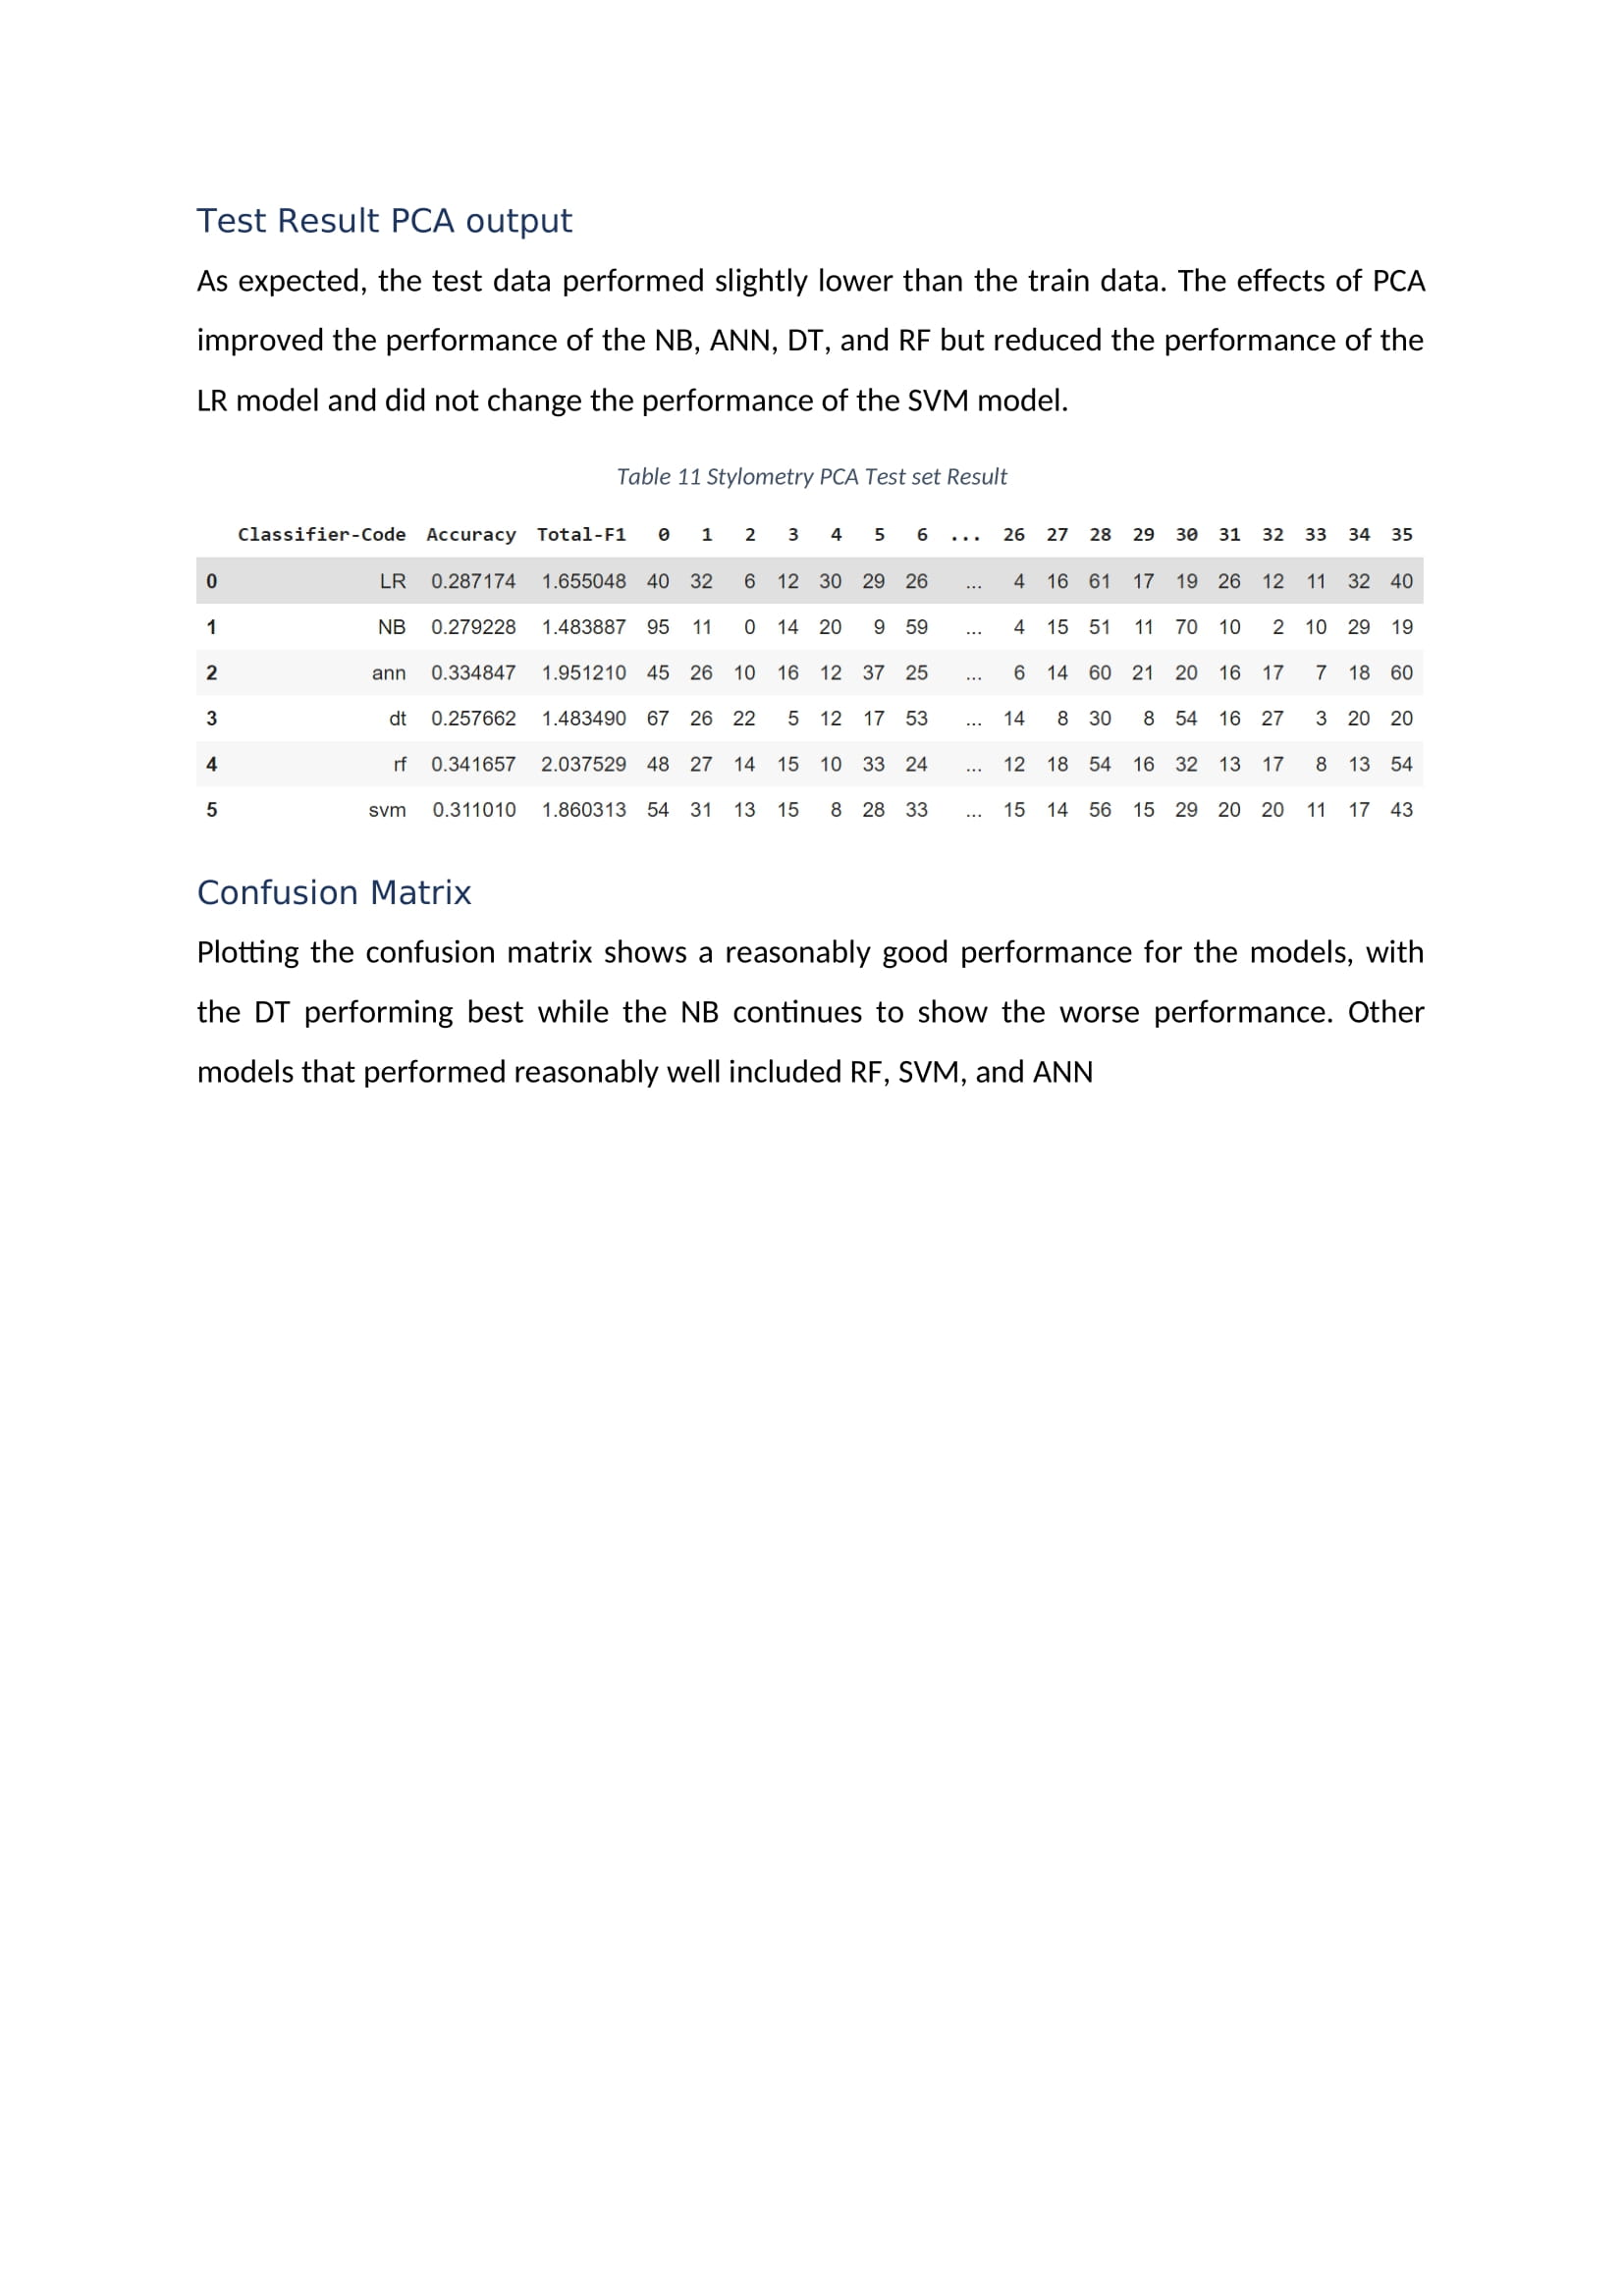 Test Result PCA output
As expected, the test data performed slightly lower than the train data. The effects of PCA
improved the performance of the NB, ANN, DT, and RF but reduced the performance of the
LR model and did not change the performance of the SVM model.
Table 11 Stylometry PCA Test set Result
Classifier-Code Accuracy Total-F1 0 1 2 3 4 5 6 ... 26 27 28 29 30 31 32 33 34 35
0 LR 0.287174 1.655048 40 32 6 12 30 29 26 ... 4 16 61 17 19 26 12 11 32 40
1 NB 0.279228 1.483887 95 11 0 14 20 9 59 ... 4 15 51 11 70 10 2 10 29 19
2 ann 0.334847 1.951210 45 26 10 16 12 37 25 ... 6 14 60 21 20 16 17 7 18 60
3 dt 0.257662 1.483490 67 26 22 5 12 17 53 ... 14 8 30 8 54 16 27 3 20 20
4 rf 0.341657 2.037529 48 27 14 15 10 33 24 ... 12 18 54 16 32 13 17 8 13 54
5 svm 0.311010 1.860313 54 31 13 15 8 28 33 ... 15 14 56 15 29 20 20 11 17 43
Confusion Matrix
Plotting the confusion matrix shows a reasonably good performance for the models, with
the DT performing best while the NB continues to show the worse performance. Other
models that performed reasonably well included RF, SVM, and ANN